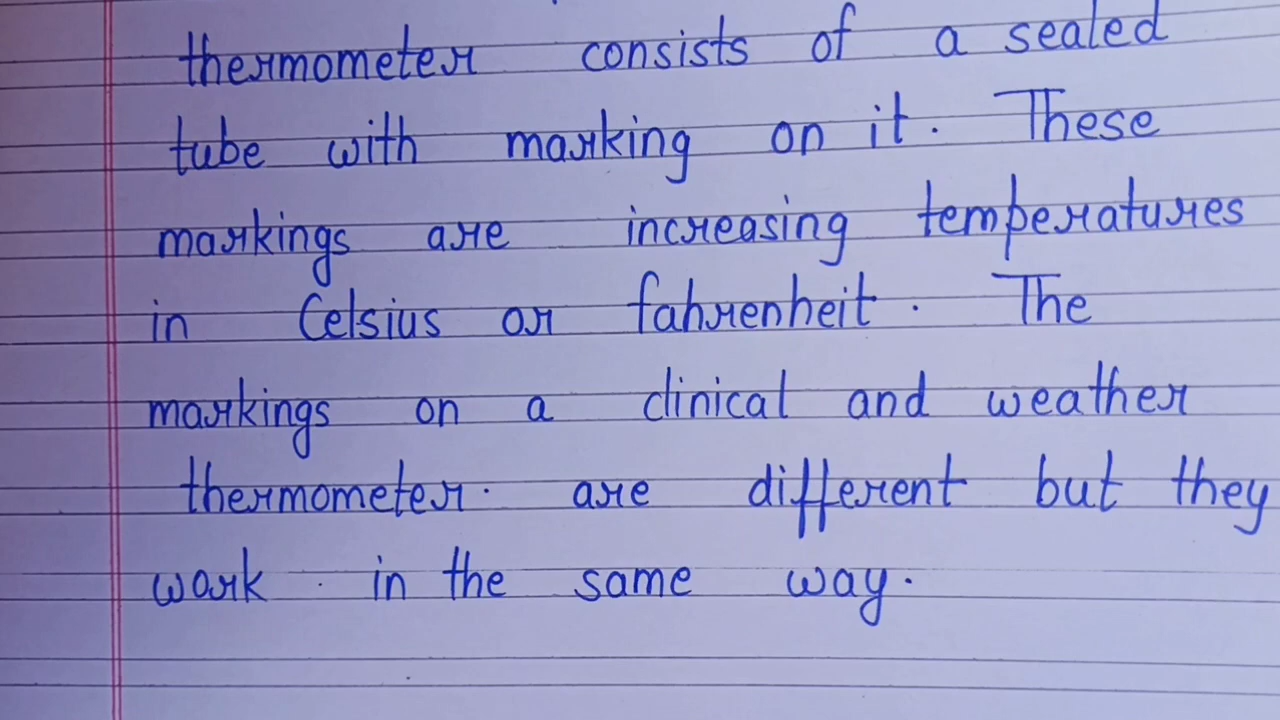 thermometer consists of a sealed
tube with marking on it. These
markings are increasing temperatures
in Celsius or fahrenheit. The
markings on a clinical and weather
thermometer. are different but they
work in the same way.